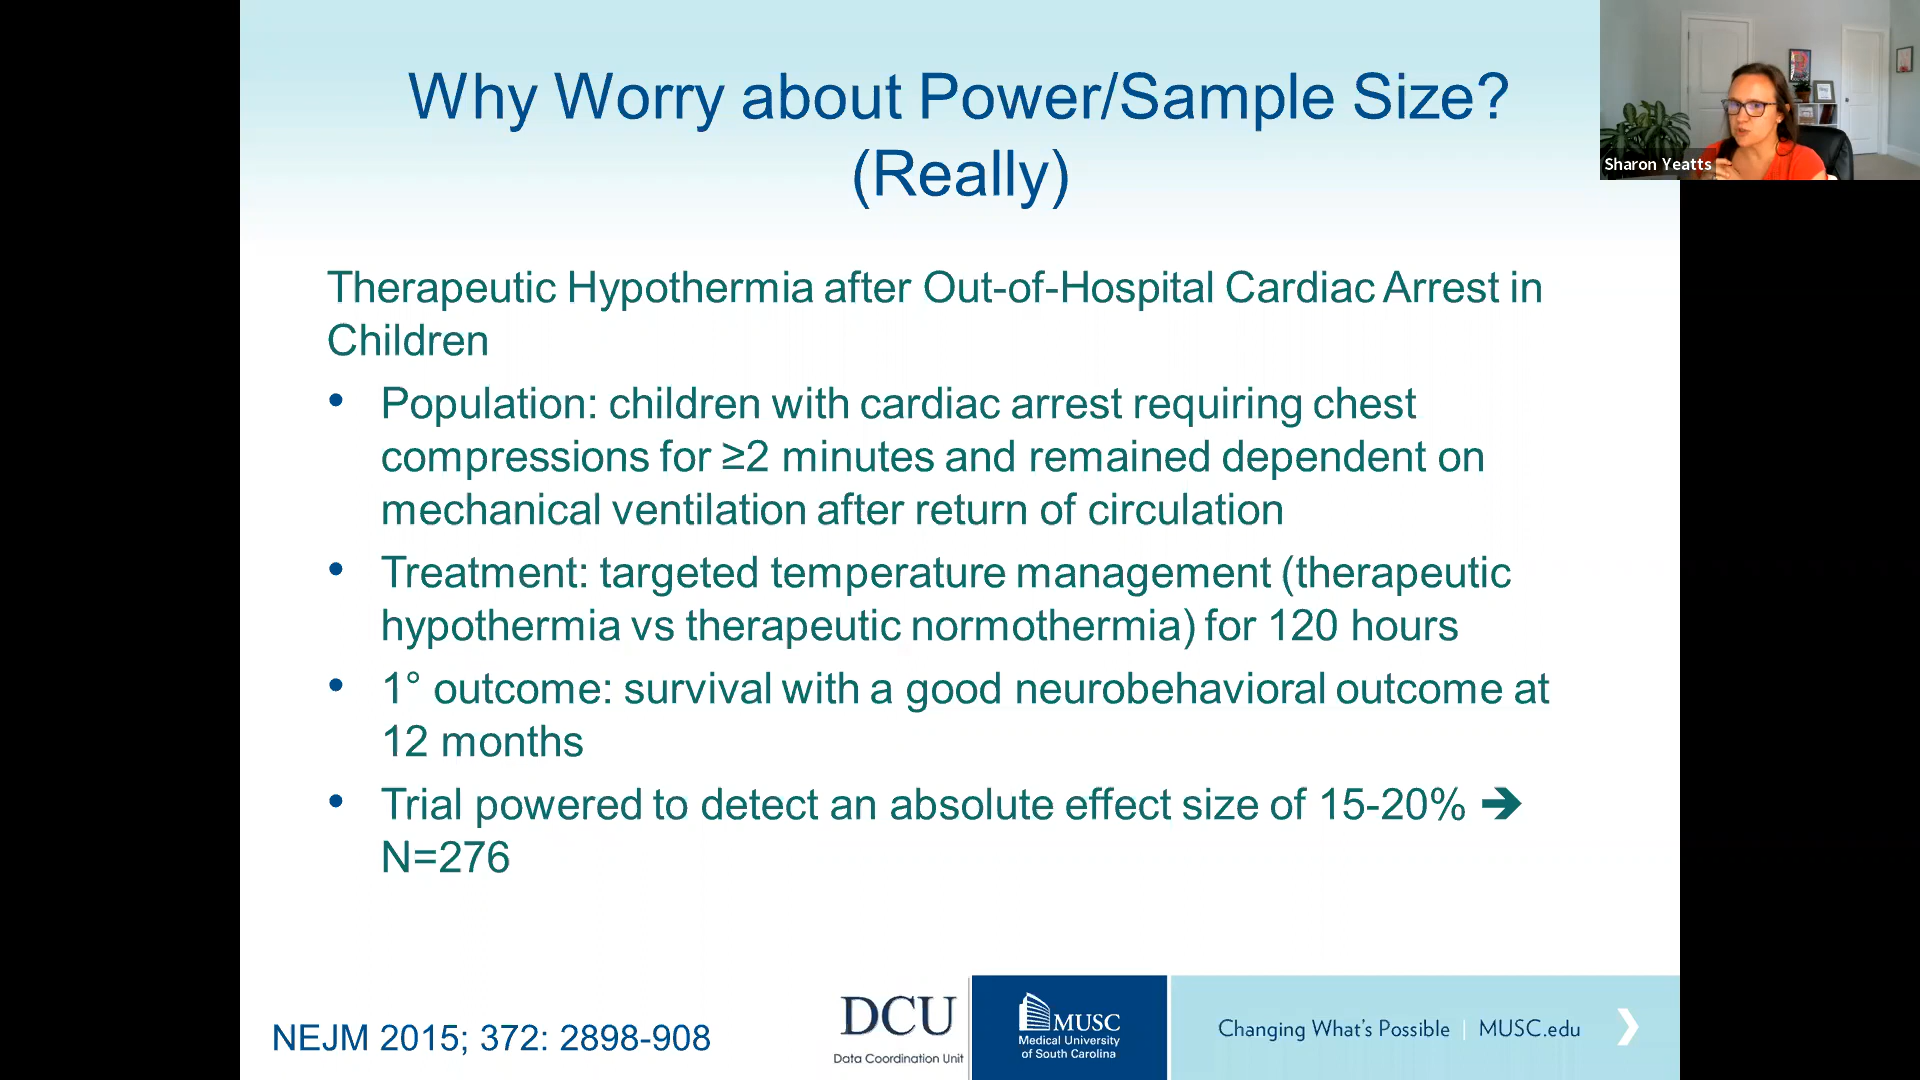 Why Worry about Power/Sample Size?
(Really)
Sharon Yeatts
Therapeutic Hypothermia after Out-of-Hospital Cardiac Arrest in
Children
• Population: children with cardiac arrest requiring chest
compressions for ≥2 minutes and remained dependent on
mechanical ventilation after return of circulation
• Treatment: targeted temperature management (therapeutic
hypothermia vs therapeutic normothermia) for 120 hours
• 1° outcome: survival with a good neurobehavioral outcome at
12 months
• Trial powered to detect an absolute effect size of 15-20% ➔
N=276
NEJM 2015; 372: 2898-908
DCU
Data Coordination Unit
MUSC
Medical University
of South Carolina
Changing What's Possible | MUSC.edu